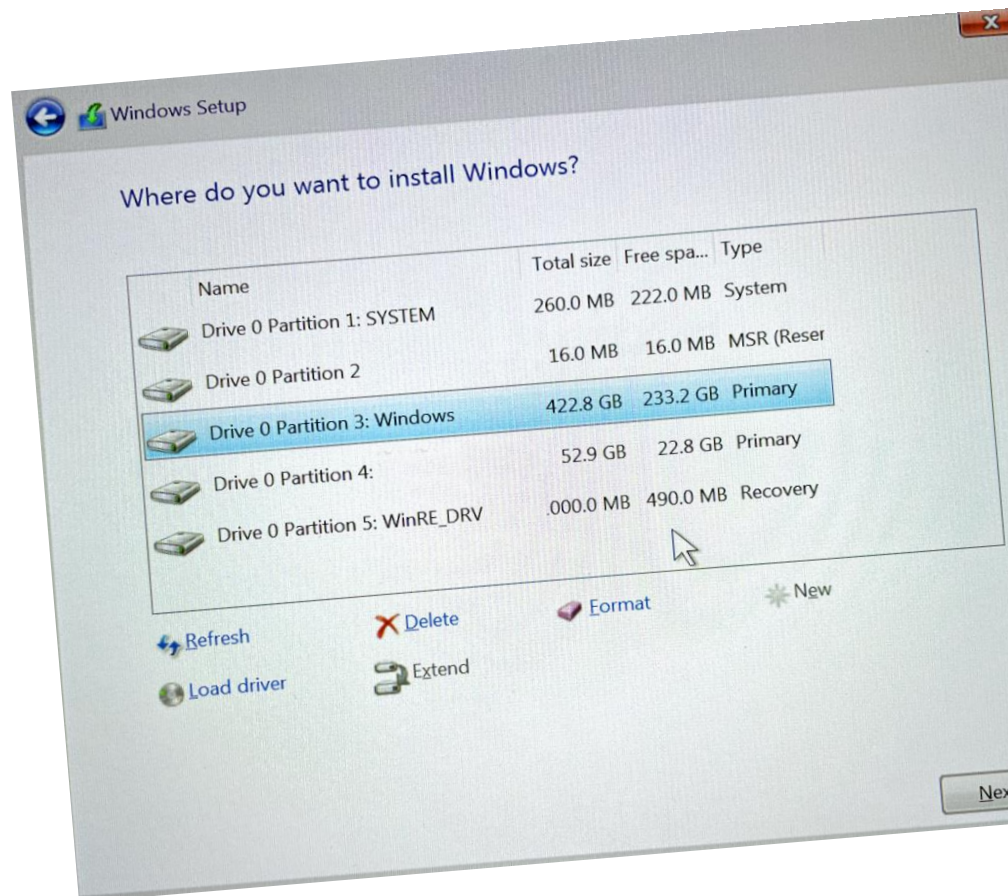 Windows Setup
Where do you want to install Windows?
Name Total size Free spa... Type
Drive 0 Partition 1: SYSTEM 260.0 MB 222.0 MB System
Drive 0 Partition 2 16.0 MB 16.0 MB MSR (Reser
Drive 0 Partition 3: Windows 422.8 GB 233.2 GB Primary
Drive 0 Partition 4: 52.9 GB 22.8 GB Primary
Drive 0 Partition 5: WinRE_DRV .000.0 MB 490.0 MB Recovery
Refresh Delete Format New
Load driver Extend
Nex